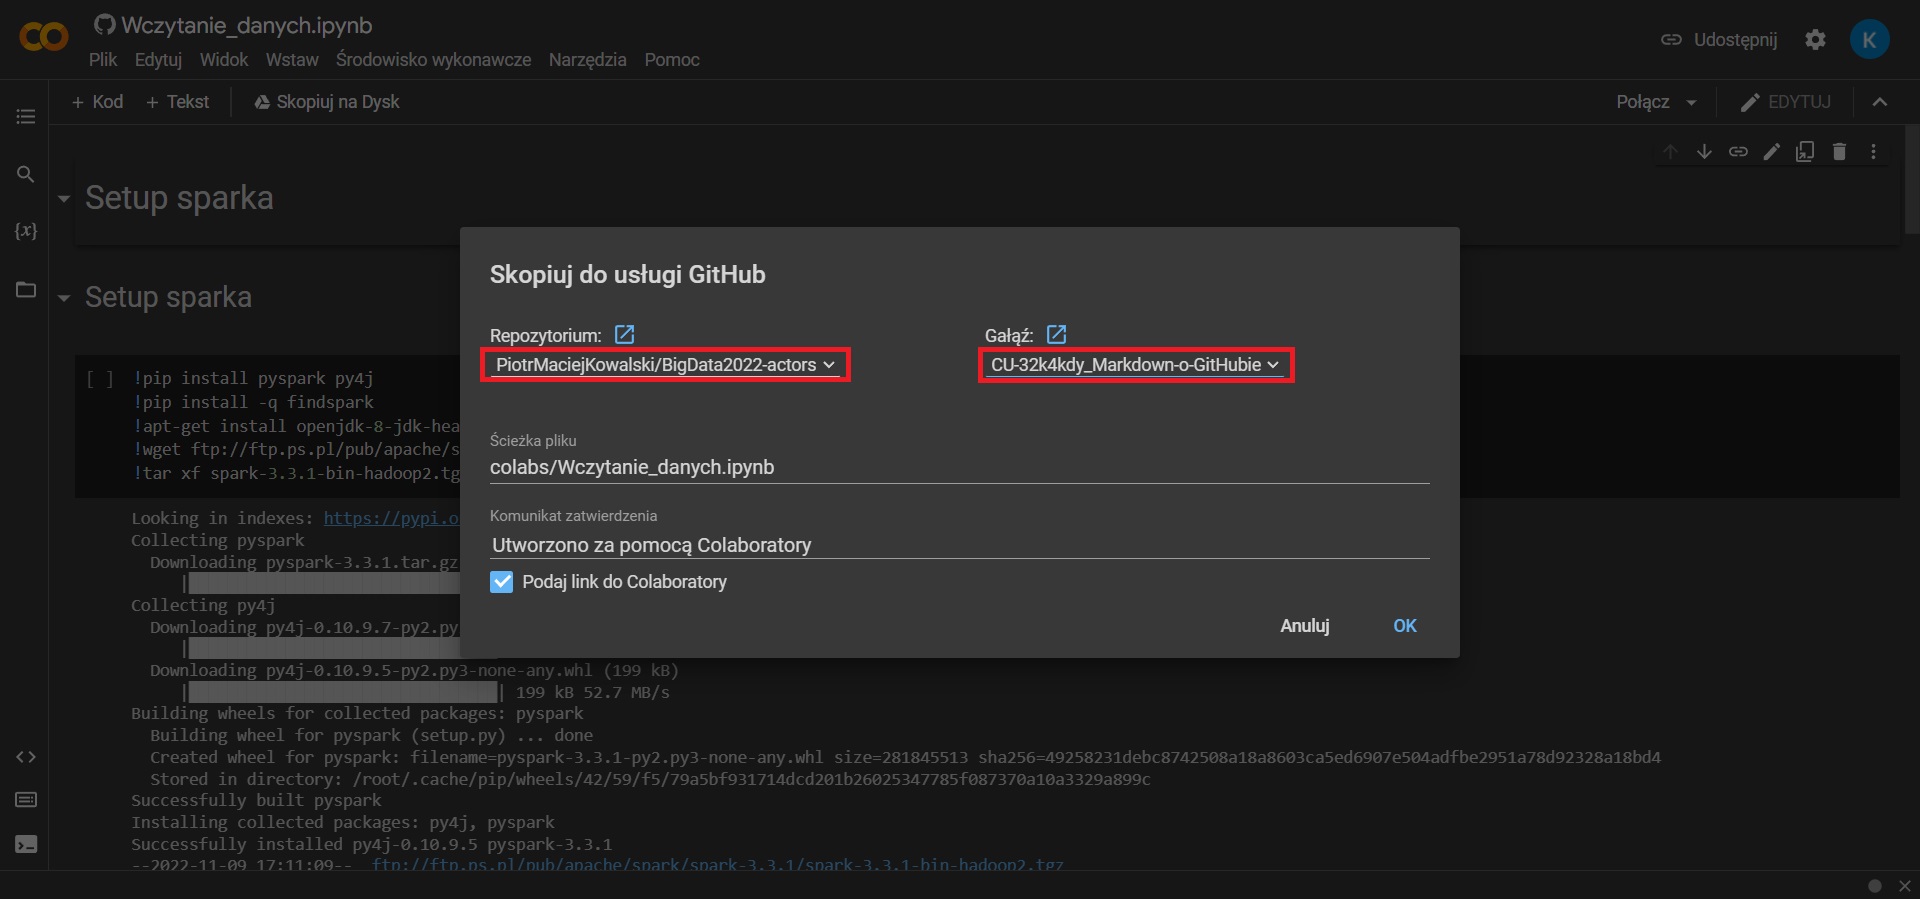 Wczytanie_danych.ipynb
Plik Edytuj Widok Wstaw Środowisko wykonawcze Narzędzia Pomoc
Udostępnij
K
+ Kod + Tekst Skopiuj na Dysk
Połącz EDYTUJ
{x}
Setup sparka
Setup sparka
[ ] !pip install pyspark py4j
!pip install -q findspark
!apt-get install openjdk-8-jdk-hea
!wget ftp://ftp.ps.pl/pub/apache/s
!tar xf spark-3.3.1-bin-hadoop2.tg
Skopiuj do usługi GitHub
Repozytorium: Gałąź:
PiotrMaciejKowalski/BigData2022-actors CU-32k4kdy_Markdown-o-GitHubie
Ścieżka pliku
colabs/Wczytanie_danych.ipynb
Komunikat zatwierdzenia
Utworzono za pomocą Colaboratory
Podaj link do Colaboratory
Anuluj OK
Looking in indexes: https://pypi.o
Collecting pyspark
Downloading pyspark-3.3.1.tar.gz
Collecting py4j
Downloading py4j-0.10.9.7-py2.py
Downloading py4j-0.10.9.5-py2.py3-none-any.whl (199 kB)
| 199 kB 52.7 MB/s
Building wheels for collected packages: pyspark
Building wheel for pyspark (setup.py) ... done
Created wheel for pyspark: filename=pyspark-3.3.1-py2.py3-none-any.whl size=281845513 sha256=49258231debc8742508a18a8603ca5ed6907e504adfbe2951a78d92328a18bd4
Stored in directory: /root/.cache/pip/wheels/42/59/f5/79a5bf931714dcd201b26025347785f087370a10a3329a899c
Successfully built pyspark
Installing collected packages: py4j, pyspark
Successfully installed py4j-0.10.9.5 pyspark-3.3.1
--2022-11-09 17:11:09-- ftp://ftp.ps.pl/pub/apache/spark/spark-3.3.1/spark-3.3.1-bin-hadoop2.tgz